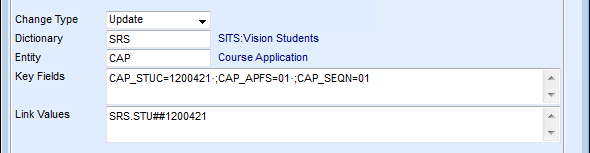 Change Type Update
Dictionary SRS SITS:Vision Students
Entity CAP Course Application
Key Fields CAP_STUC=1200421·;CAP_APFS=01·;CAP_SEQN=01
Link Values SRS.STU##1200421